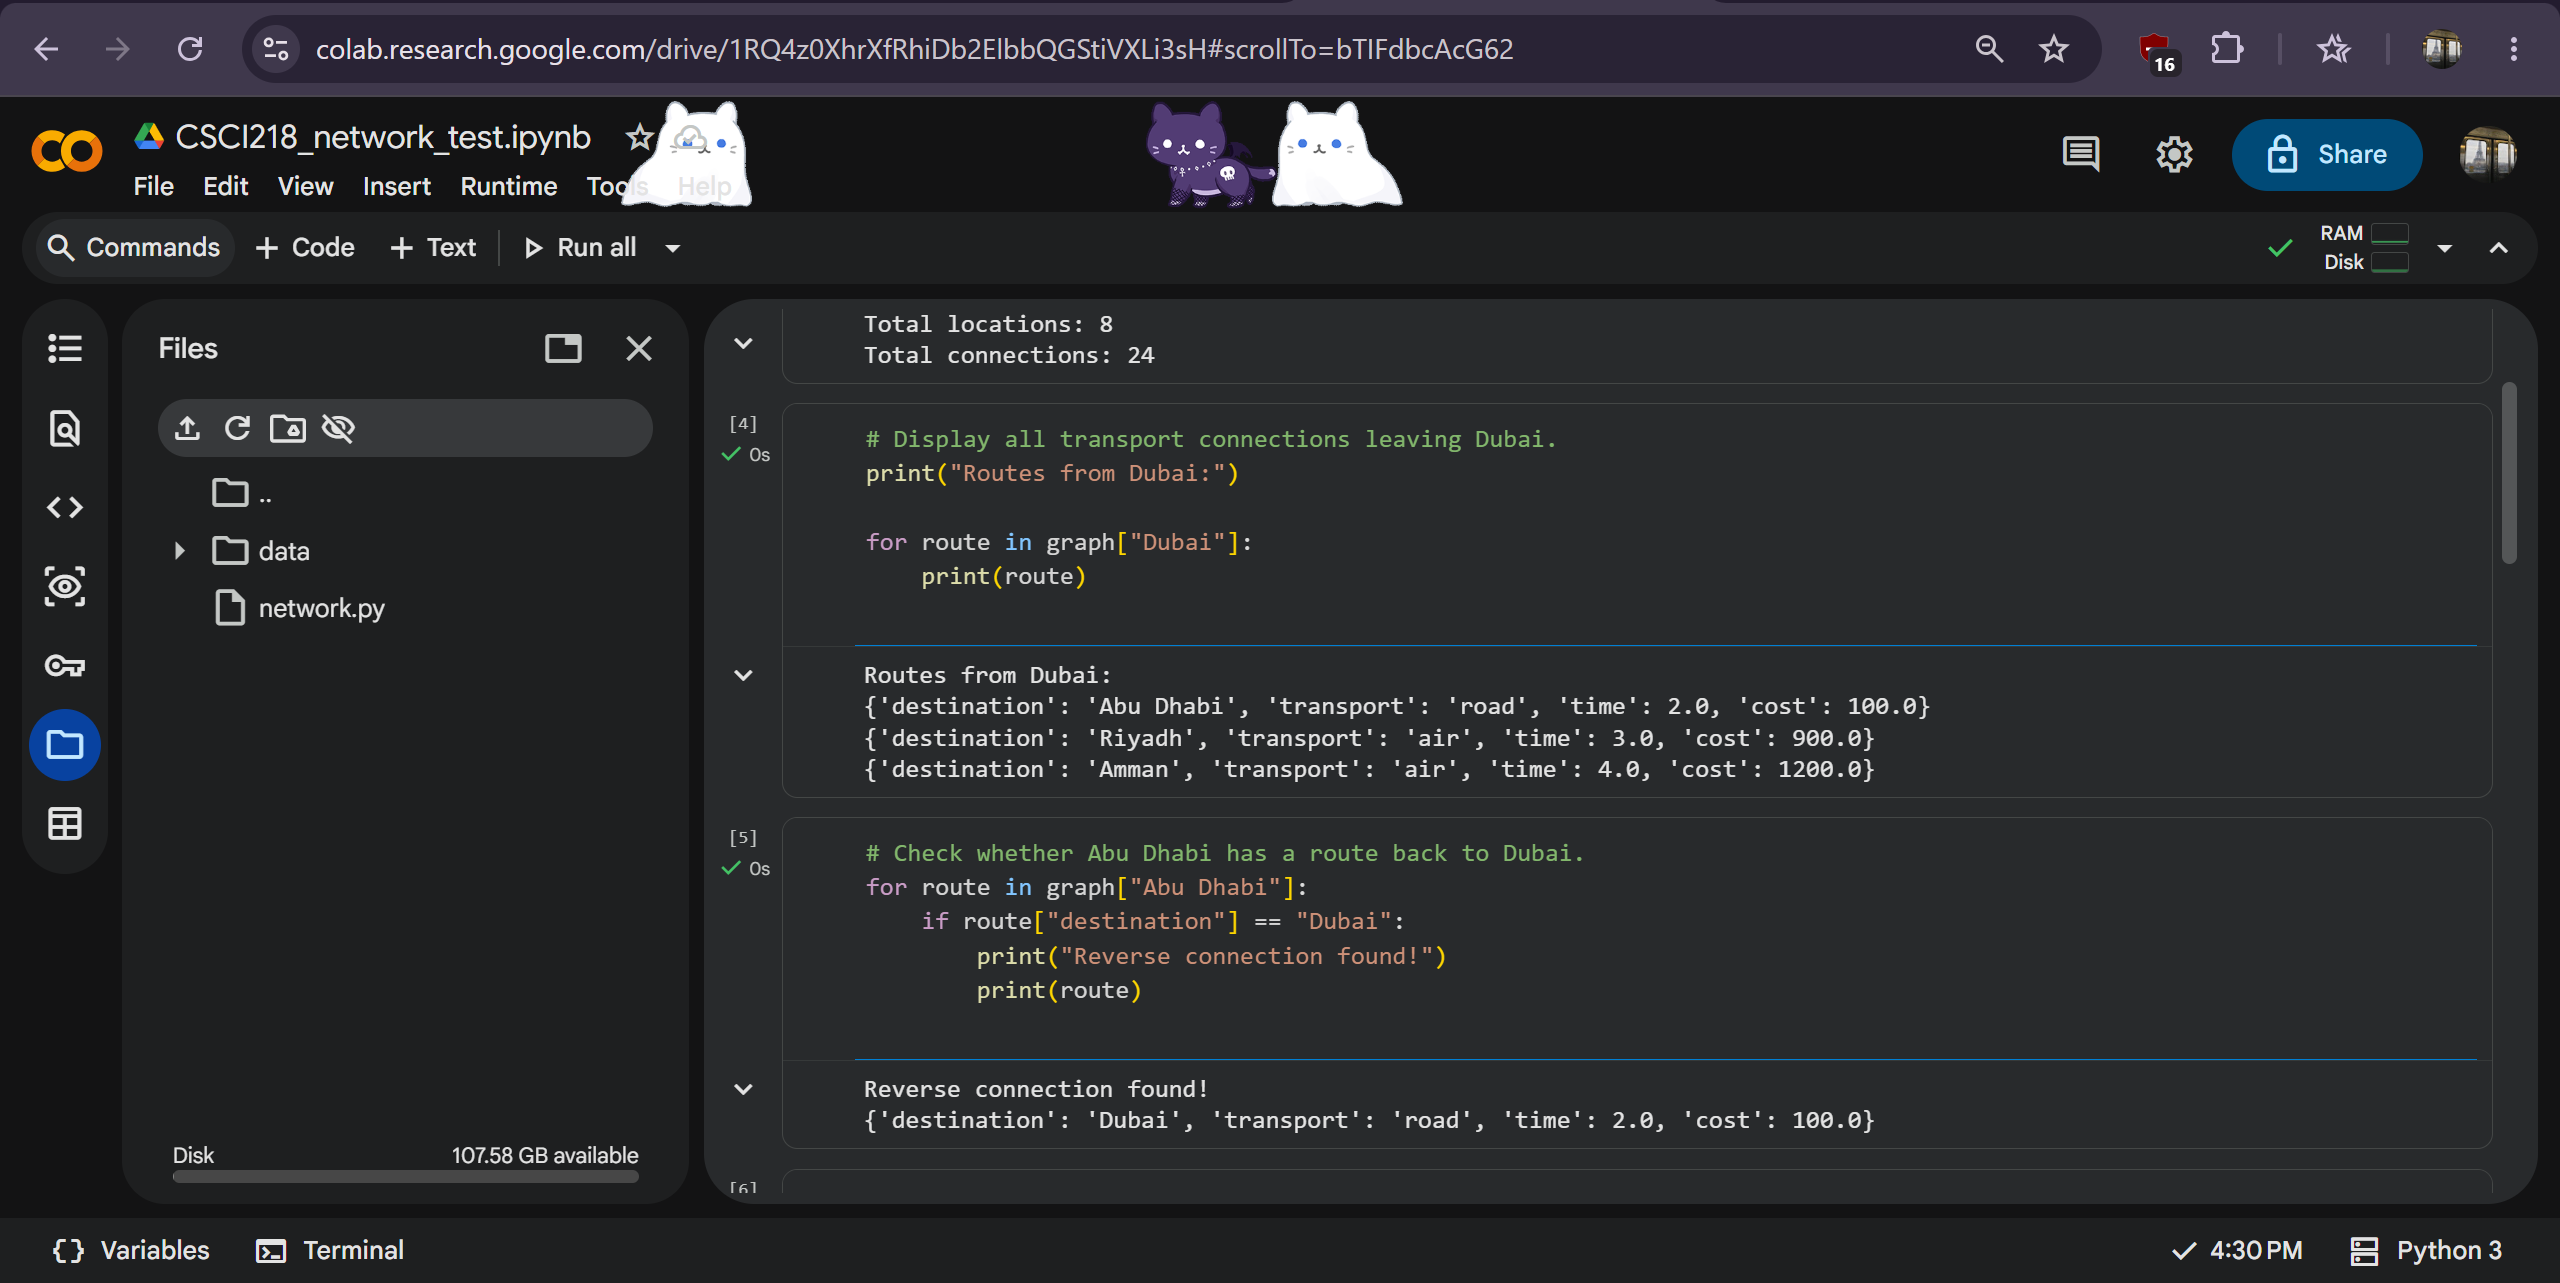 colab.research.google.com/drive/1RQ4z0XhrXfRhiDb2ElbbQGStiVXLi3sH#scrollTo=bTIFdbcAcG62
16
CSCI218_network_test.ipynb
File Edit View Insert Runtime Tools Help
Share
Commands + Code + Text Run all
RAM
Disk
Files
..
data
network.py
Disk 107.58 GB available
Total locations: 8
Total connections: 24
[4]
0s
# Display all transport connections leaving Dubai.
print("Routes from Dubai:")
for route in graph["Dubai"]:
    print(route)
Routes from Dubai:
{'destination': 'Abu Dhabi', 'transport': 'road', 'time': 2.0, 'cost': 100.0}
{'destination': 'Riyadh', 'transport': 'air', 'time': 3.0, 'cost': 900.0}
{'destination': 'Amman', 'transport': 'air', 'time': 4.0, 'cost': 1200.0}
[5]
0s
# Check whether Abu Dhabi has a route back to Dubai.
for route in graph["Abu Dhabi"]:
    if route["destination"] == "Dubai":
        print("Reverse connection found!")
        print(route)
Reverse connection found!
{'destination': 'Dubai', 'transport': 'road', 'time': 2.0, 'cost': 100.0}
[6]
{} Variables Terminal
4:30 PM Python 3